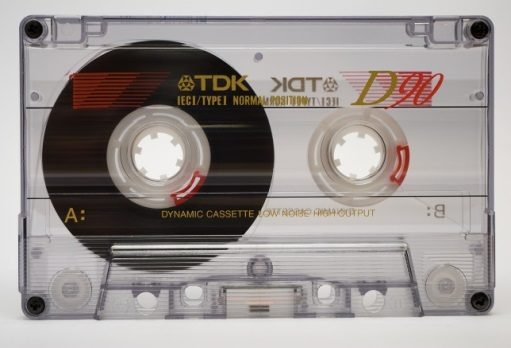 TDK TDK D90
IECI/TYPEI NORMAL POSITION
A: DYNAMIC CASSETTE LOW NOISE HIGH OUTPUT B: